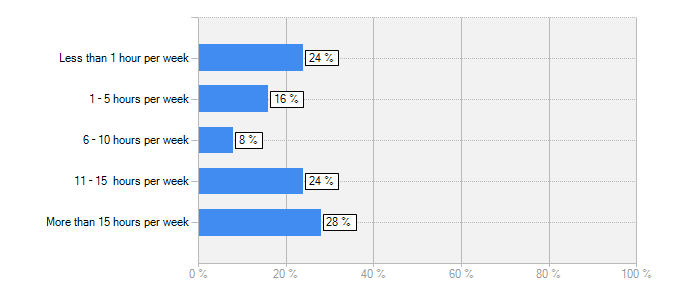 Less than 1 hour per week
24 %
1 - 5 hours per week
16 %
6 - 10 hours per week
8 %
11 - 15  hours per week
24 %
More than 15 hours per week
28 %
0 % 20 % 40 % 60 % 80 % 100 %